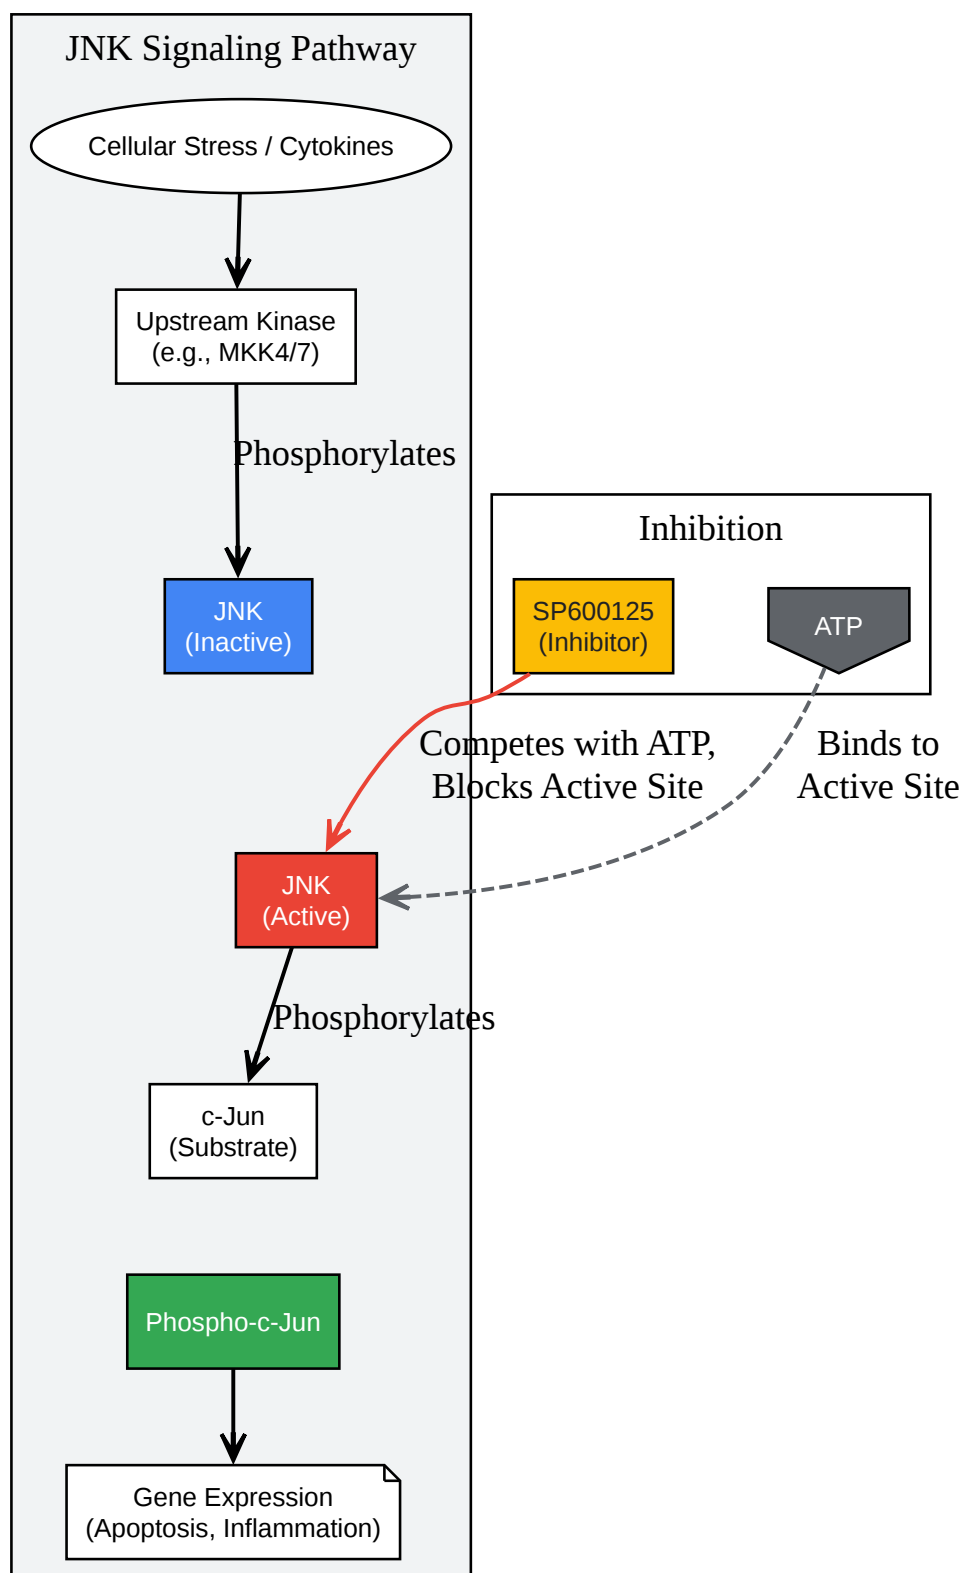 JNK Signaling Pathway
Cellular Stress / Cytokines
Upstream Kinase
(e.g., MKK4/7)
Phosphorylates
Inhibition
JNK
(Inactive)
SP600125
(Inhibitor)
ATP
Competes with ATP,
Blocks Active Site
Binds to
Active Site
JNK
(Active)
Phosphorylates
c-Jun
(Substrate)
Phospho-c-Jun
Gene Expression
(Apoptosis, Inflammation)